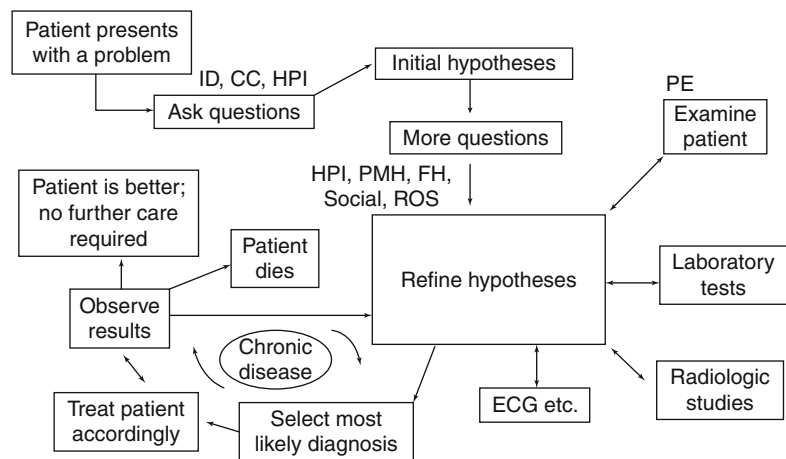 Patient presents
with a problem
ID, CC, HPI
Ask questions
Initial hypotheses
More questions
HPI, PMH, FH,
Social, ROS
PE
Examine
patient
Patient is better;
no further care
required
Patient
dies
Refine hypotheses
Laboratory
tests
Observe
results
Chronic
disease
Radiologic
studies
ECG etc.
Treat patient
accordingly
Select most
likely diagnosis